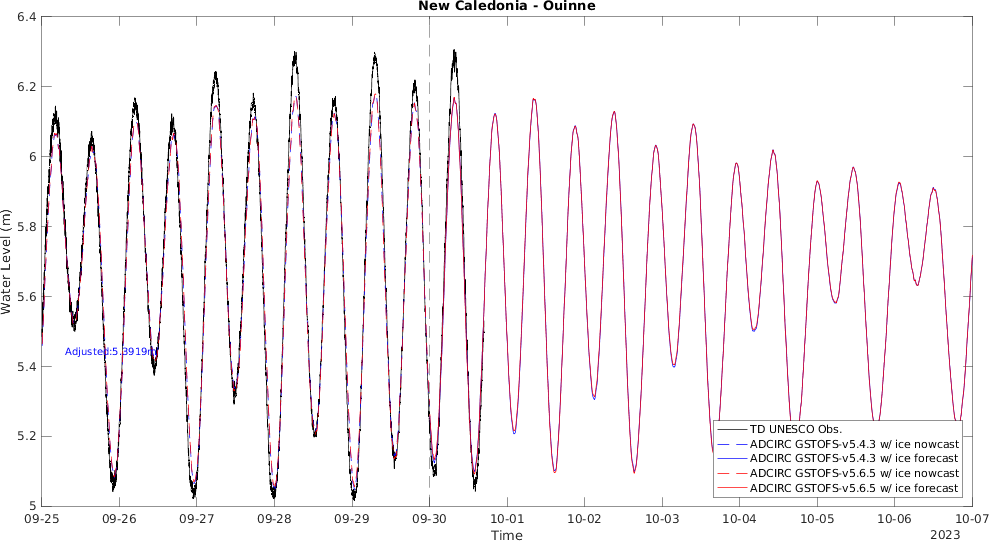 New Caledonia - Ouinne
6.4
6.2
6
5.8
5.6
5.4
5.2
5
Water Level (m)
Adjusted:5.3919m
TD UNESCO Obs.
ADCIRC GSTOFS-v5.4.3 w/ ice nowcast
ADCIRC GSTOFS-v5.4.3 w/ ice forecast
ADCIRC GSTOFS-v5.6.5 w/ ice nowcast
ADCIRC GSTOFS-v5.6.5 w/ ice forecast
09-25 09-26 09-27 09-28 09-29 09-30 10-01 10-02 10-03 10-04 10-05 10-06 10-07
Time
2023